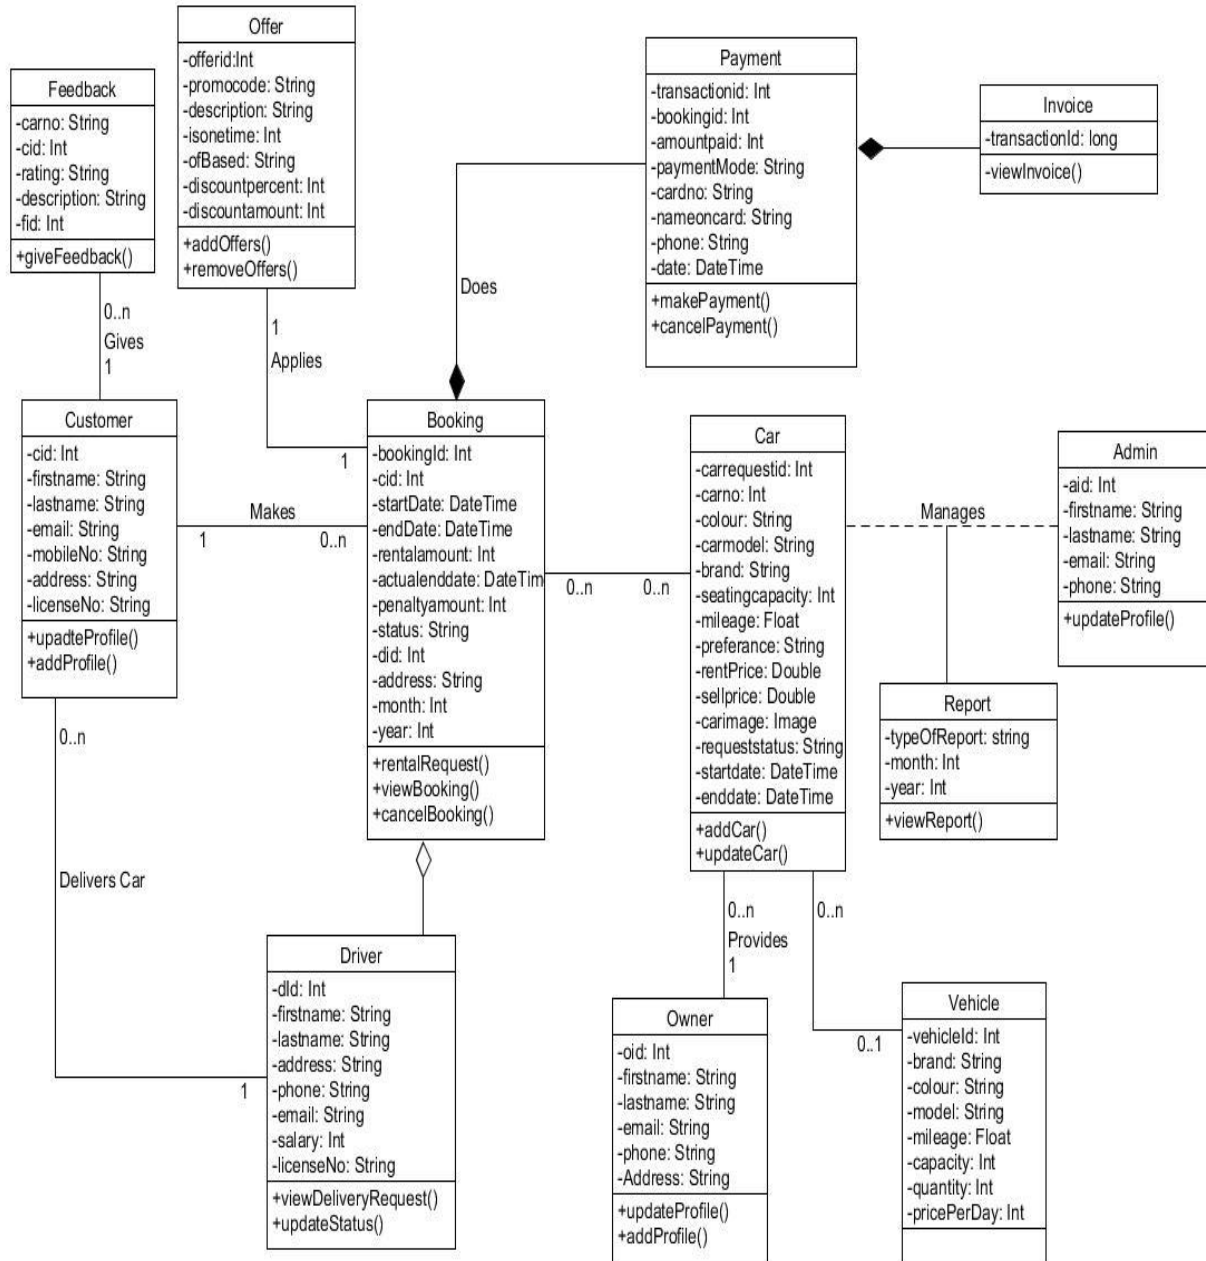 Offer
-offerid:Int
-promocode: String
-description: String
-isonetime: Int
-ofBased: String
-discountpercent: Int
-discountamount: Int
+addOffers()
+removeOffers()
Feedback
-carno: String
-cid: Int
-rating: String
-description: String
-fid: Int
+giveFeedback()
Payment
-transactionid: Int
-bookingid: Int
-amountpaid: Int
-paymentMode: String
-cardno: String
-nameoncard: String
-phone: String
-date: DateTime
+makePayment()
+cancelPayment()
Invoice
-transactionId: long
-viewInvoice()
0..n
Gives
1
1
Applies
1
Does
Customer
-cid: Int
-firstname: String
-lastname: String
-email: String
-mobileNo: String
-address: String
-licenseNo: String
+upadteProfile()
+addProfile()
Makes
1
0..n
Booking
-bookingId: Int
-cid: Int
-startDate: DateTime
-endDate: DateTime
-rentalamount: Int
-actualenddate: DateTim
-penaltyamount: Int
-status: String
-did: Int
-address: String
-month: Int
-year: Int
+rentalRequest()
+viewBooking()
+cancelBooking()
0..n
0..n
Car
-carrequestid: Int
-carno: Int
-colour: String
-carmodel: String
-brand: String
-seatingcapacity: Int
-mileage: Float
-preferance: String
-rentPrice: Double
-sellprice: Double
-carimage: Image
-requeststatus: String
-startdate: DateTime
-enddate: DateTime
+addCar()
+updateCar()
Manages
Admin
-aid: Int
-firstname: String
-lastname: String
-email: String
-phone: String
+updateProfile()
Report
-typeOfReport: string
-month: Int
-year: Int
+viewReport()
0..n
Delivers Car
1
Driver
-dId: Int
-firstname: String
-lastname: String
-address: String
-phone: String
-email: String
-salary: Int
-licenseNo: String
+viewDeliveryRequest()
+updateStatus()
0..n
Provides
1
0..n
0..1
Owner
-oid: Int
-firstname: String
-lastname: String
-email: String
-phone: String
-Address: String
+updateProfile()
+addProfile()
Vehicle
-vehicleId: Int
-brand: String
-colour: String
-model: String
-mileage: Float
-capacity: Int
-quantity: Int
-pricePerDay: Int